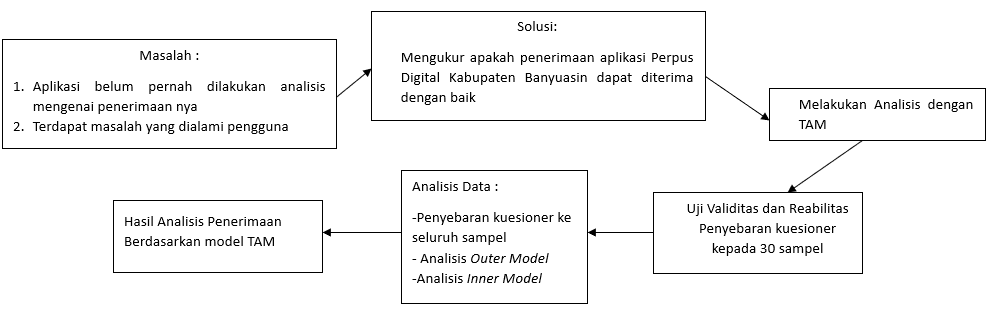 Masalah :
1. Aplikasi belum pernah dilakukan analisis
mengenai penerimaan nya
2. Terdapat masalah yang dialami pengguna
Solusi:
Mengukur apakah penerimaan aplikasi Perpus
Digital Kabupaten Banyuasin dapat diterima
dengan baik
Melakukan Analisis dengan
TAM
Uji Validitas dan Reabilitas
Penyebaran kuesioner
kepada 30 sampel
Analisis Data :
-Penyebaran kuesioner ke
seluruh sampel
- Analisis Outer Model
-Analisis Inner Model
Hasil Analisis Penerimaan
Berdasarkan model TAM